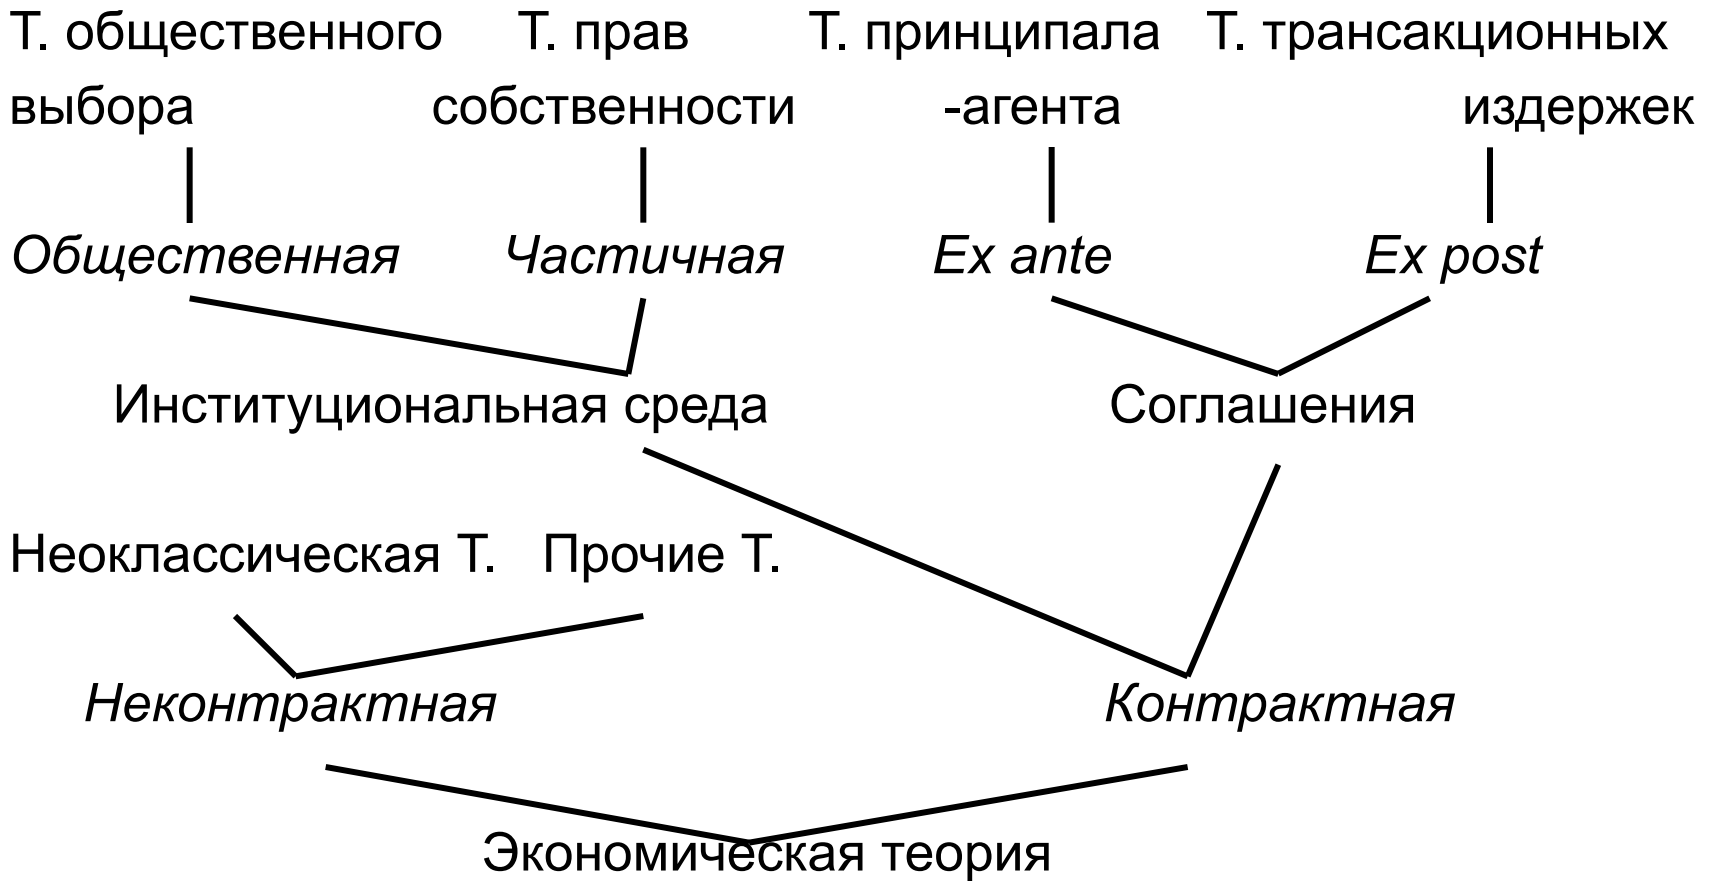 Т. общественного Т. прав Т. принципала Т. трансакционных
выбора собственности -агента издержек
Общественная Частичная Ex ante Ex post
Институциональная среда Соглашения
Неоклассическая Т. Прочие Т.
Неконтрактная Контрактная
Экономическая теория